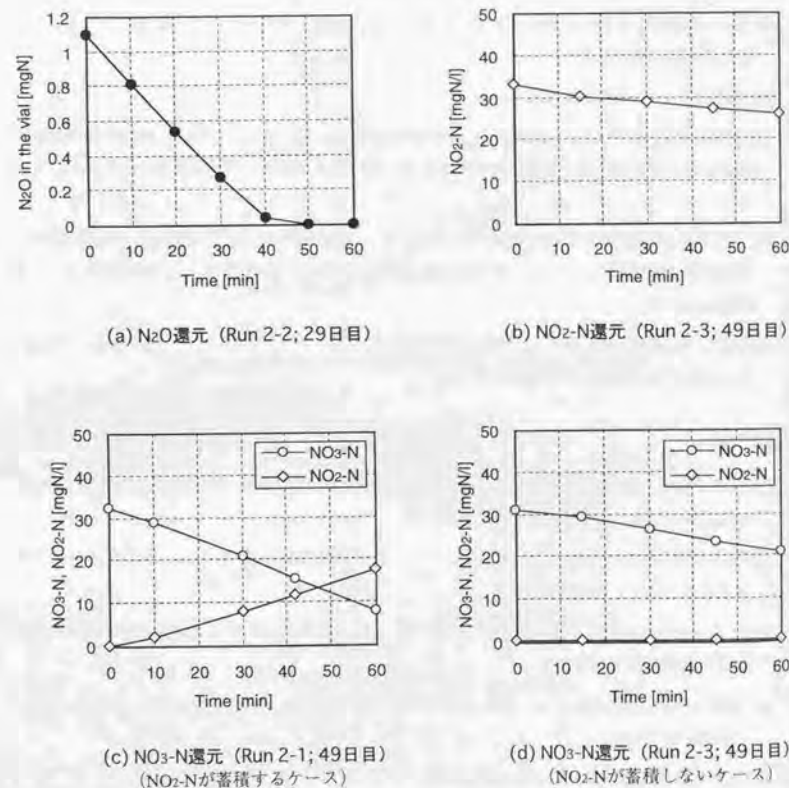 1.2
1
0.8
0.6
0.4
0.2
0
N2O in the vial [mgN]
0 10 20 30 40 50 60
Time [min]
(a) N2O還元（Run 2-2; 29日目）
50
40
30
20
10
0
NO2-N [mgN/l]
0 10 20 30 40 50 60
Time [min]
(b) NO2-N還元（Run 2-3; 49日目）
50
40
30
20
10
0
NO3-N, NO2-N [mgN/l]
NO3-N
NO2-N
0 10 20 30 40 50 60
Time [min]
(c) NO3-N還元（Run 2-1; 49日目）
（NO2-Nが蓄積するケース）
50
40
30
20
10
0
NO3-N, NO2-N [mgN/l]
NO3-N
NO2-N
0 10 20 30 40 50 60
Time [min]
(d) NO3-N還元（Run 2-3; 49日目）
（NO2-Nが蓄積しないケース）